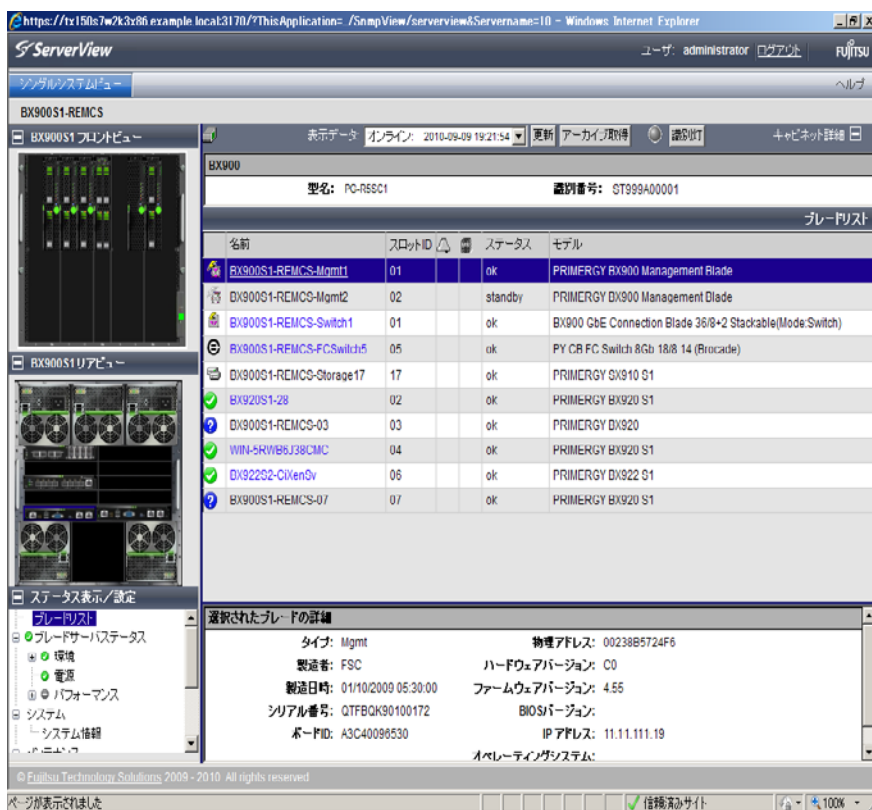 https://tx150s7w2k3x86.example.local:3170/?ThisApplication=./SnmpView/serverview&Servername=10 - Windows Internet Explorer
ServerView
ユーザ: administrator ログアウト FUJITSU
シングルシステムビュー ヘルプ
BX900S1-REMCS
BX900S1 フロントビュー
表示データ: オンライン: 2010-09-09 19:21:54 更新 アーカイブ取得 識別灯 キャビネット詳細
BX900
型名: PG-R5SC1 識別番号: ST999A00001
ブレードリスト
名前 スロットID ステータス モデル
BX900S1-REMCS-Mgmt1 01 ok PRIMERGY BX900 Management Blade
BX900S1-REMCS-Mgmt2 02 standby PRIMERGY BX900 Management Blade
BX900S1-REMCS-Switch1 01 ok BX900 GbE Connection Blade 36/8+2 Stackable(Mode:Switch)
BX900S1-REMCS-FCSwitch5 05 ok PY CB FC Switch 8Gb 18/8 14 (Brocade)
BX900S1-REMCS-Storage17 17 ok PRIMERGY SX910 S1
BX920S1-28 02 ok PRIMERGY BX920 S1
BX900S1-REMCS-03 03 ok PRIMERGY BX920
WIN-5RWB6J38CMC 04 ok PRIMERGY BX920 S1
BX922S2-CiXenSv 06 ok PRIMERGY BX922 S1
BX900S1-REMCS-07 07 ok PRIMERGY BX920 S1
BX900S1リアビュー
ステータス表示/設定
ブレードリスト
ブレードサーバステータス
環境
電源
パフォーマンス
システム
システム情報
メンテナンス
選択されたブレードの詳細
タイプ: Mgmt 物理アドレス: 00238B5724F6
製造者: FSC ハードウェアバージョン: C0
製造日時: 01/10/2009 05:30:00 ファームウェアバージョン: 4.55
シリアル番号: QTFBQK90100172 BIOSバージョン:
ボードID: A3C40096530 IPアドレス: 11.11.111.19
オペレーティングシステム:
© Fujitsu Technology Solutions 2009 - 2010 All rights reserved
ページが表示されました 信頼済みサイト 100%